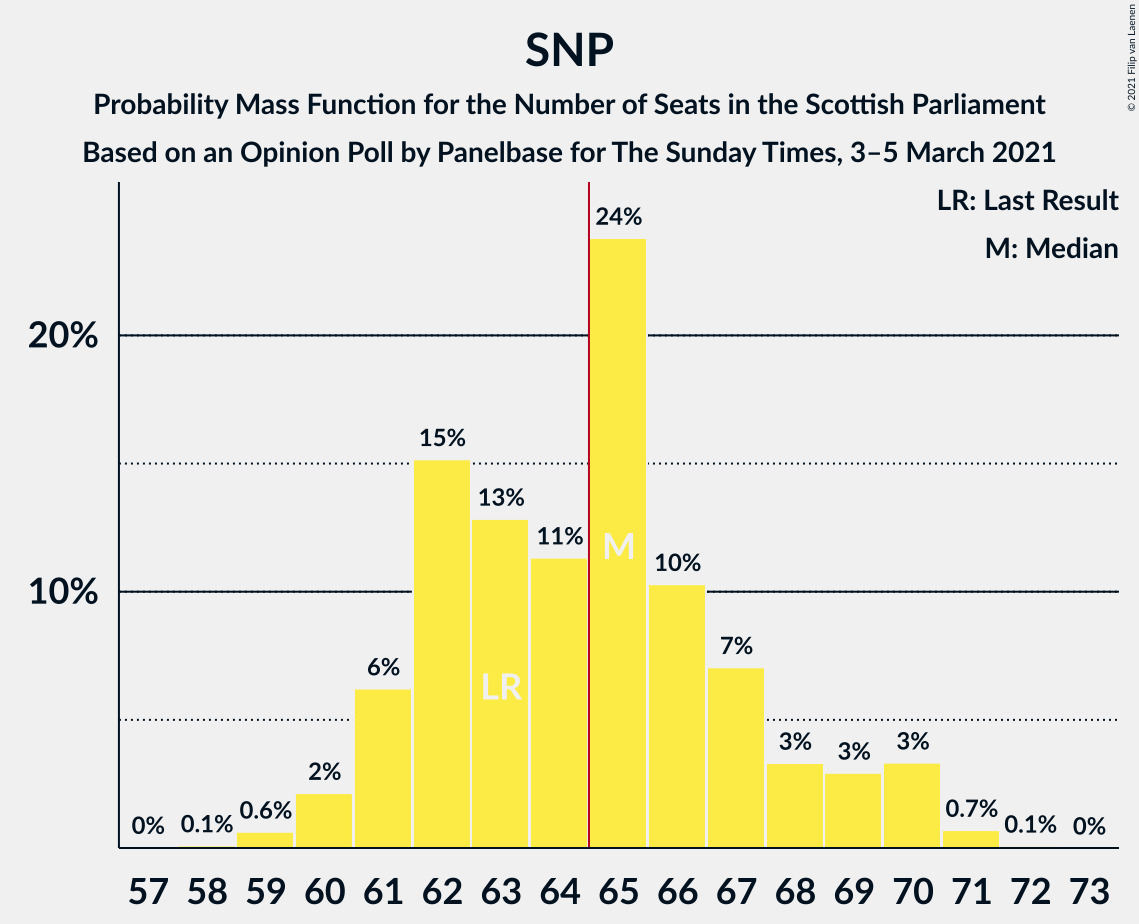 SNP
Probability Mass Function for the Number of Seats in the Scottish Parliament
Based on an Opinion Poll by Panelbase for The Sunday Times, 3–5 March 2021
© 2021 Filip van Laenen
LR: Last Result
M: Median
20%
10%
0%
0.1%
0.6%
2%
6%
15%
13%
11%
24%
10%
7%
3%
3%
3%
0.7%
0.1%
0%
LR
M
57 58 59 60 61 62 63 64 65 66 67 68 69 70 71 72 73